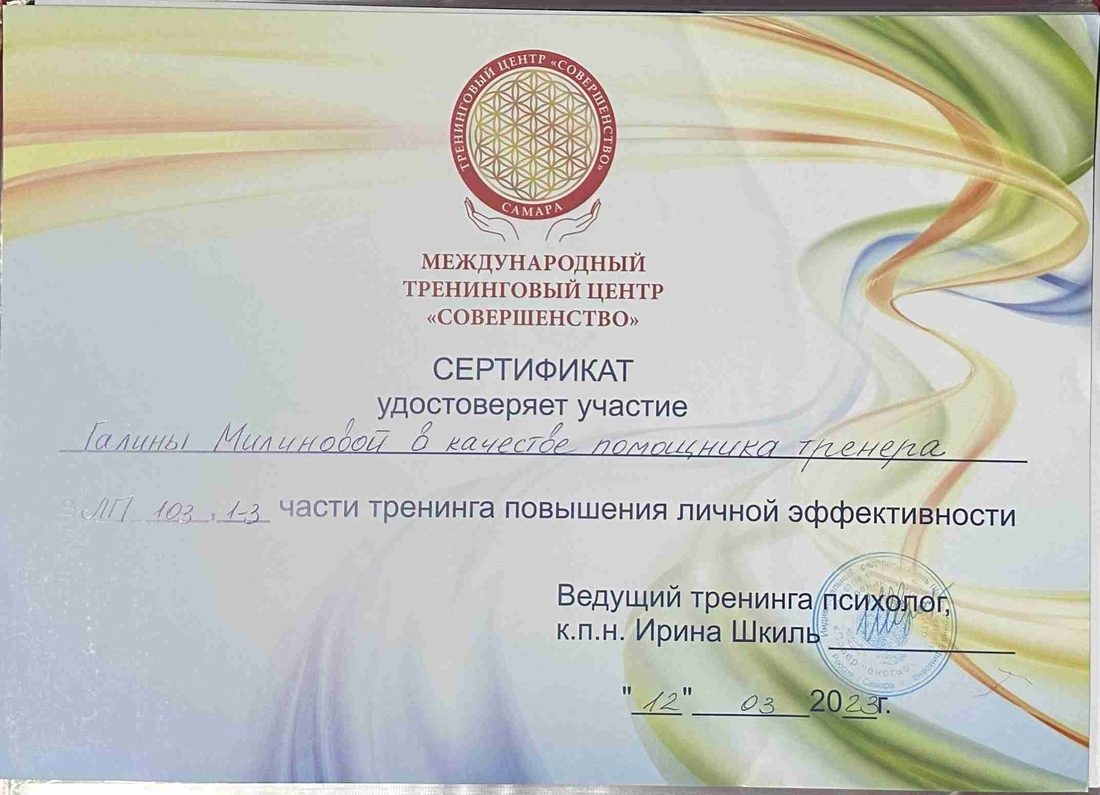 ТРЕНИНГОВЫЙ ЦЕНТР «СОВЕРШЕНСТВО»
САМАРА
МЕЖДУНАРОДНЫЙ
ТРЕНИНГОВЫЙ ЦЕНТР
«СОВЕРШЕНСТВО»
СЕРТИФИКАТ
удостоверяет участие
Галины Милиновой в качестве помощника тренера
ЛП 103, 1-3 части тренинга повышения личной эффективности
Ведущий тренинга психолог,
к.п.н. Ирина Шкиль
"12" 03 2023г.